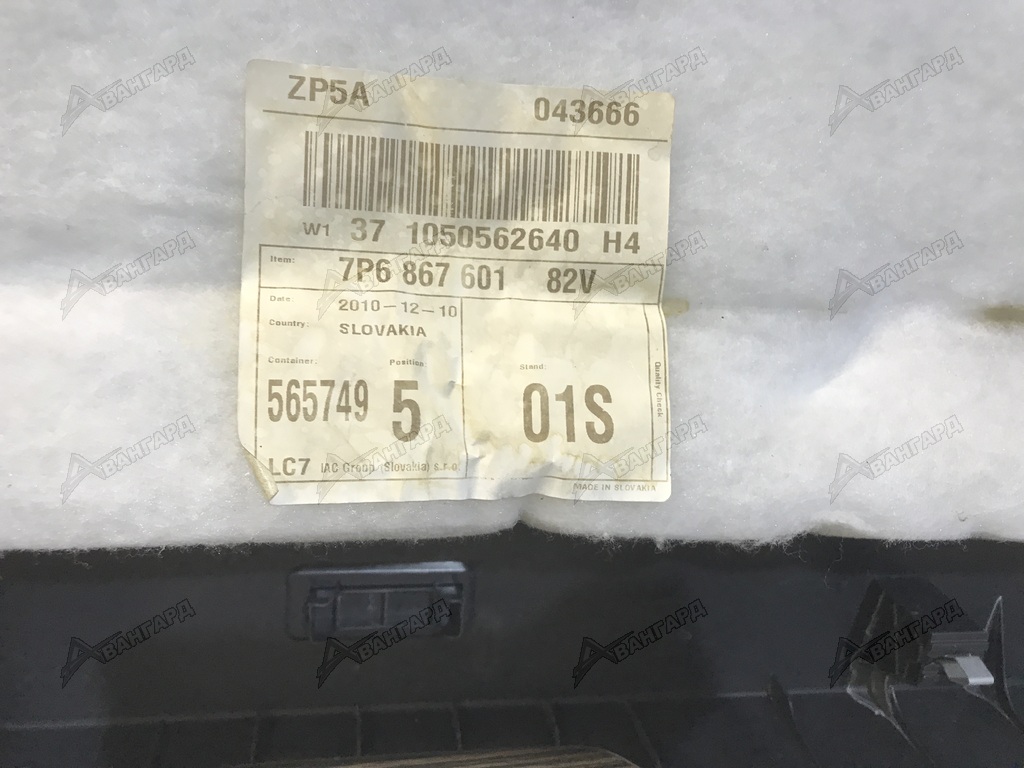 ZP5A 043666
W1 37 1050562640 H4
Item: 7P6 867 601 82V
Date: 2010-12-10
Country: SLOVAKIA
Container: Position: Stand:
565749 5 01S
Quality Check
LC7 IAC Group (Slovakia) s.r.o.
MADE IN SLOVAKIA
АВАНГАРД